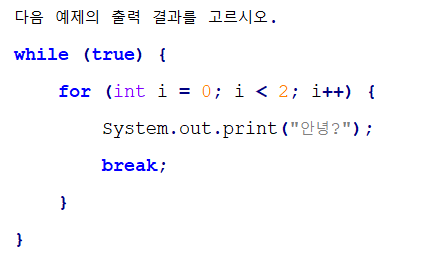 다음 예제의 출력 결과를 고르시오.
while (true) {
    for (int i = 0; i < 2; i++) {
        System.out.print("안녕?");
        break;
    }
}